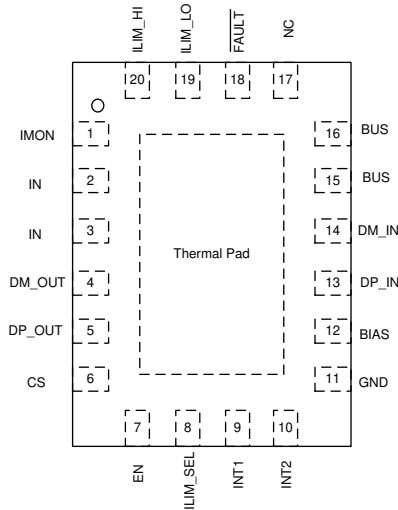 ILIM_HI
ILIM_LO
FAULT
NC
20
19
18
17
IMON
1
16
BUS
IN
2
15
BUS
IN
3
14
DM_IN
Thermal Pad
DM_OUT
4
13
DP_IN
DP_OUT
5
12
BIAS
CS
6
11
GND
7
8
9
10
EN
ILIM_SEL
INT1
INT2